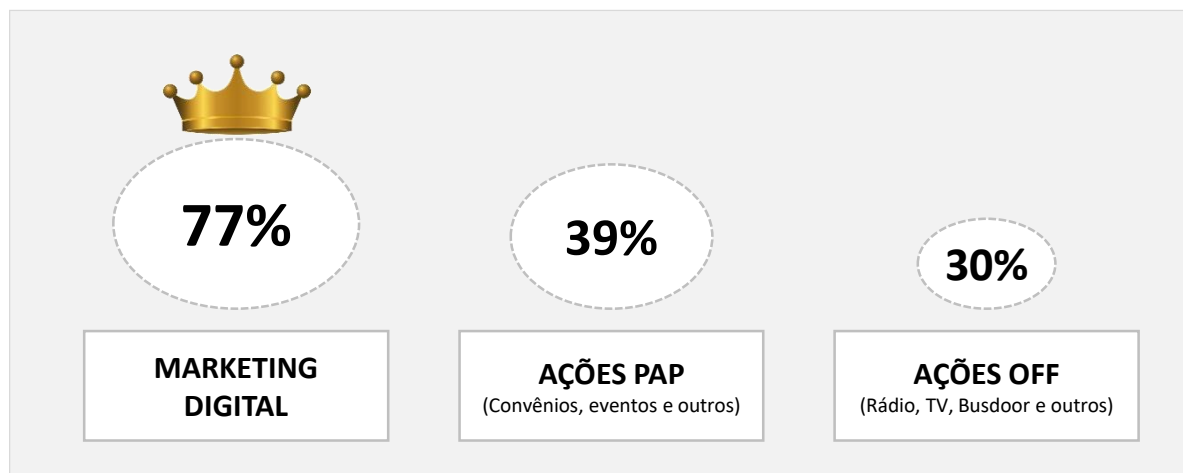 77%
39%
30%
MARKETING
DIGITAL
AÇÕES PAP
(Convênios, eventos e outros)
AÇÕES OFF
(Rádio, TV, Busdoor e outros)